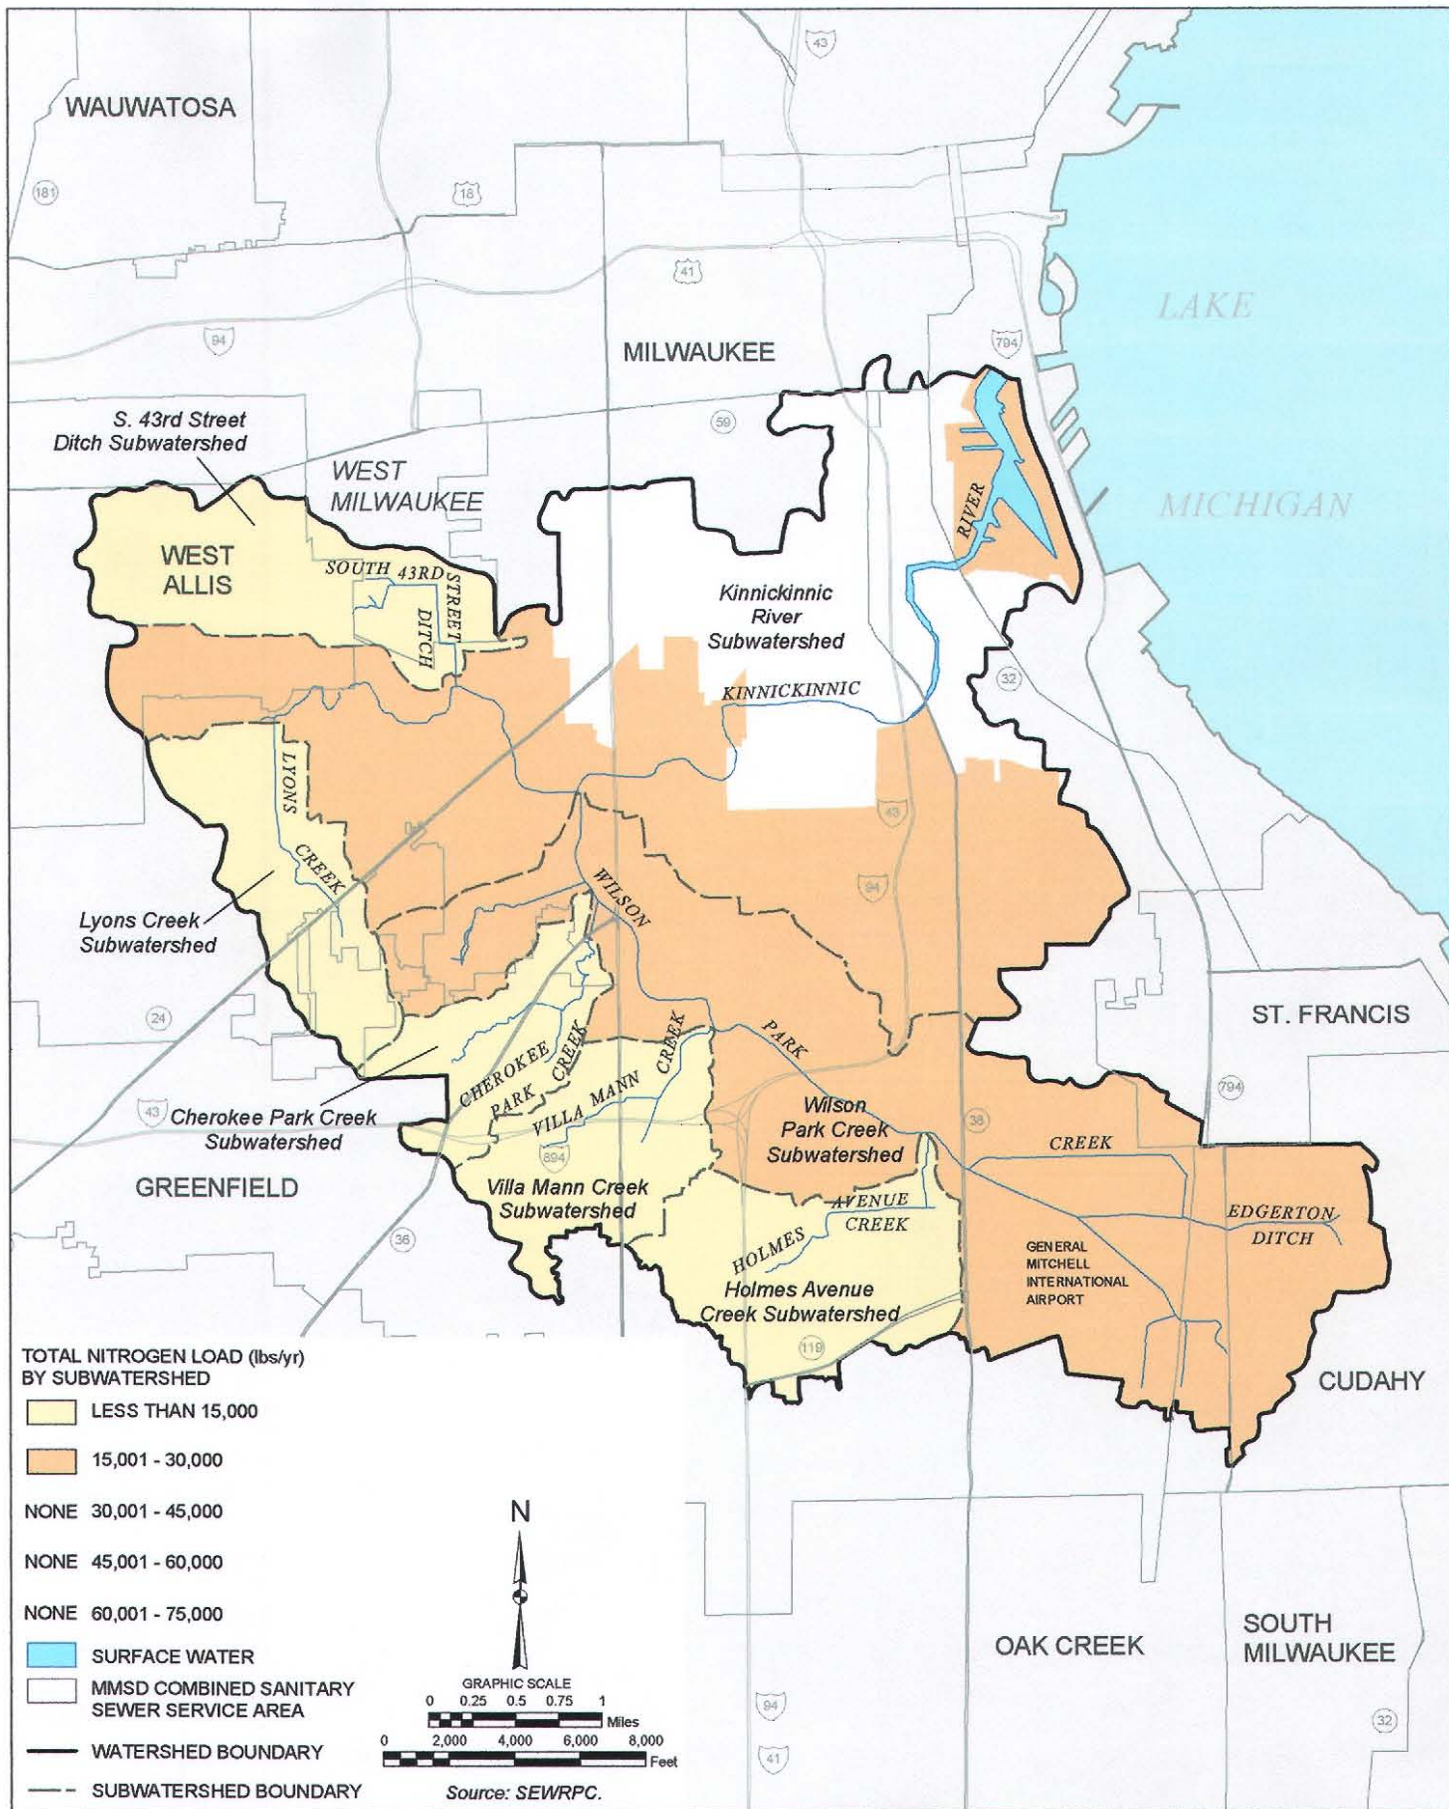 43
WAUWATOSA
181
18
41
LAKE
94
MILWAUKEE
794
S. 43rd Street
Ditch Subwatershed
59
WEST
MILWAUKEE
MICHIGAN
RIVER
WEST
ALLIS
SOUTH 43RD
STREET
DITCH
Kinnickinnic
River
Subwatershed
KINNICKINNIC
32
LYONS
CREEK
43
94
WILSON
Lyons Creek
Subwatershed
24
PARK
ST. FRANCIS
CHEROKEE
PARK CREEK
VILLA MANN CREEK
794
43
Cherokee Park Creek
Subwatershed
Wilson
Park Creek
Subwatershed
38
CREEK
894
GREENFIELD
Villa Mann Creek
Subwatershed
HOLMES AVENUE
CREEK
EDGERTON
DITCH
36
GENERAL
MITCHELL
INTERNATIONAL
AIRPORT
Holmes Avenue
Creek Subwatershed
119
CUDAHY
TOTAL NITROGEN LOAD (lbs/yr)
BY SUBWATERSHED
LESS THAN 15,000
15,001 - 30,000
NONE 30,001 - 45,000
NONE 45,001 - 60,000
NONE 60,001 - 75,000
SURFACE WATER
MMSD COMBINED SANITARY
SEWER SERVICE AREA
WATERSHED BOUNDARY
SUBWATERSHED BOUNDARY
N
GRAPHIC SCALE
0 0.25 0.5 0.75 1
Miles
0 2,000 4,000 6,000 8,000
Feet
Source: SEWRPC.
OAK CREEK
SOUTH
MILWAUKEE
94
41
32